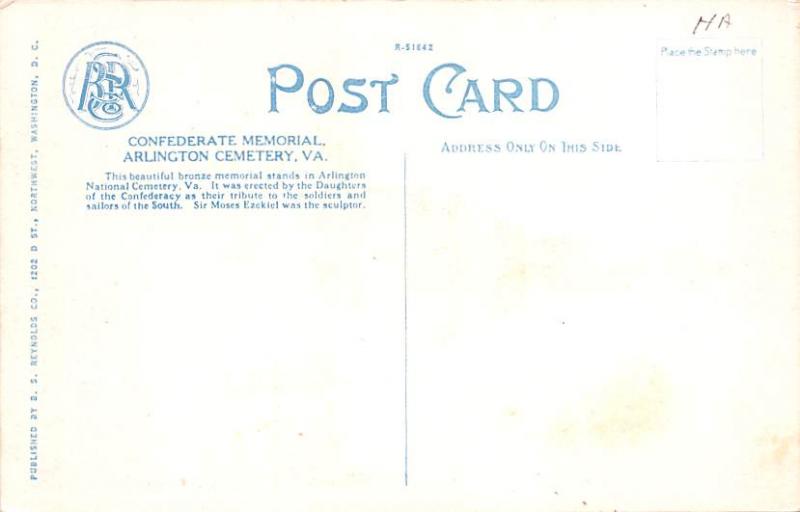 HA
R-51642
Place the Stamp here
POST CARD
CONFEDERATE MEMORIAL,
ARLINGTON CEMETERY, VA.
ADDRESS ONLY ON THIS SIDE
This beautiful bronze memorial stands in Arlington
National Cemetery, Va. It was erected by the Daughters
of the Confederacy as their tribute to the soldiers and
sailors of the South. Sir Moses Ezekiel was the sculptor.
PUBLISHED BY B. S. REYNOLDS CO., 1202 D ST., NORTHWEST, WASHINGTON, D. C.